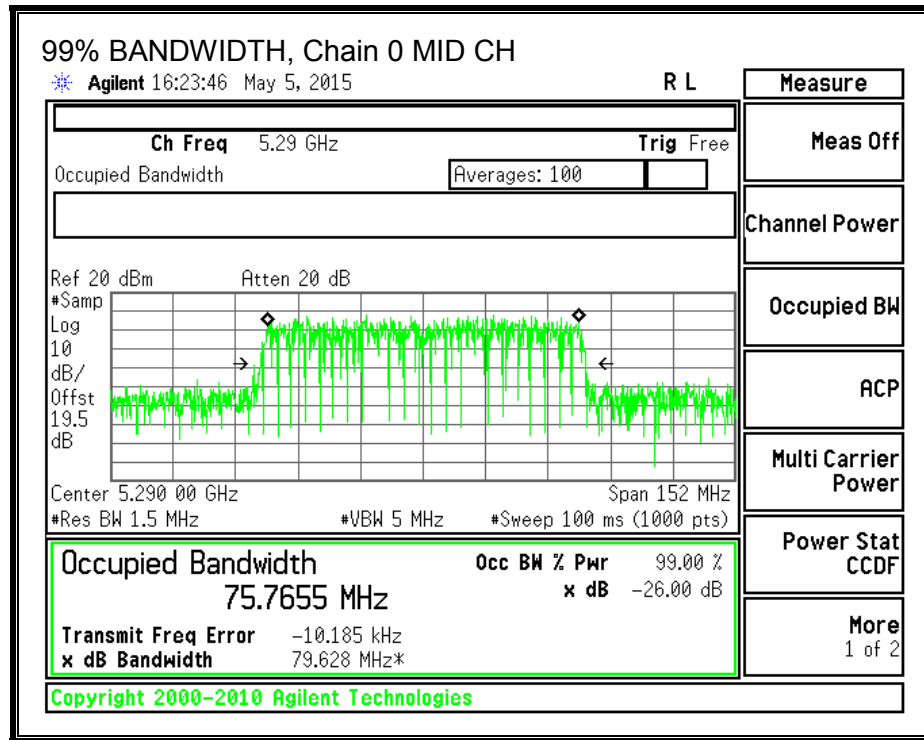 99% BANDWIDTH, Chain 0 MID CH
Agilent 16:23:46 May 5, 2015 R L
Measure
Ch Freq 5.29 GHz Trig Free
Meas Off
Occupied Bandwidth Averages: 100
Channel Power
Ref 20 dBm Atten 20 dB
#Samp
Log
10
dB/
Offst
19.5
dB
Occupied BW
ACP
Multi Carrier
Power
Center 5.290 00 GHz Span 152 MHz
#Res BW 1.5 MHz #VBW 5 MHz #Sweep 100 ms (1000 pts)
Power Stat
CCDF
Occupied Bandwidth Occ BW % Pwr 99.00 %
75.7655 MHz x dB -26.00 dB
Transmit Freq Error -10.185 kHz
x dB Bandwidth 79.628 MHz*
More
1 of 2
Copyright 2000-2010 Agilent Technologies